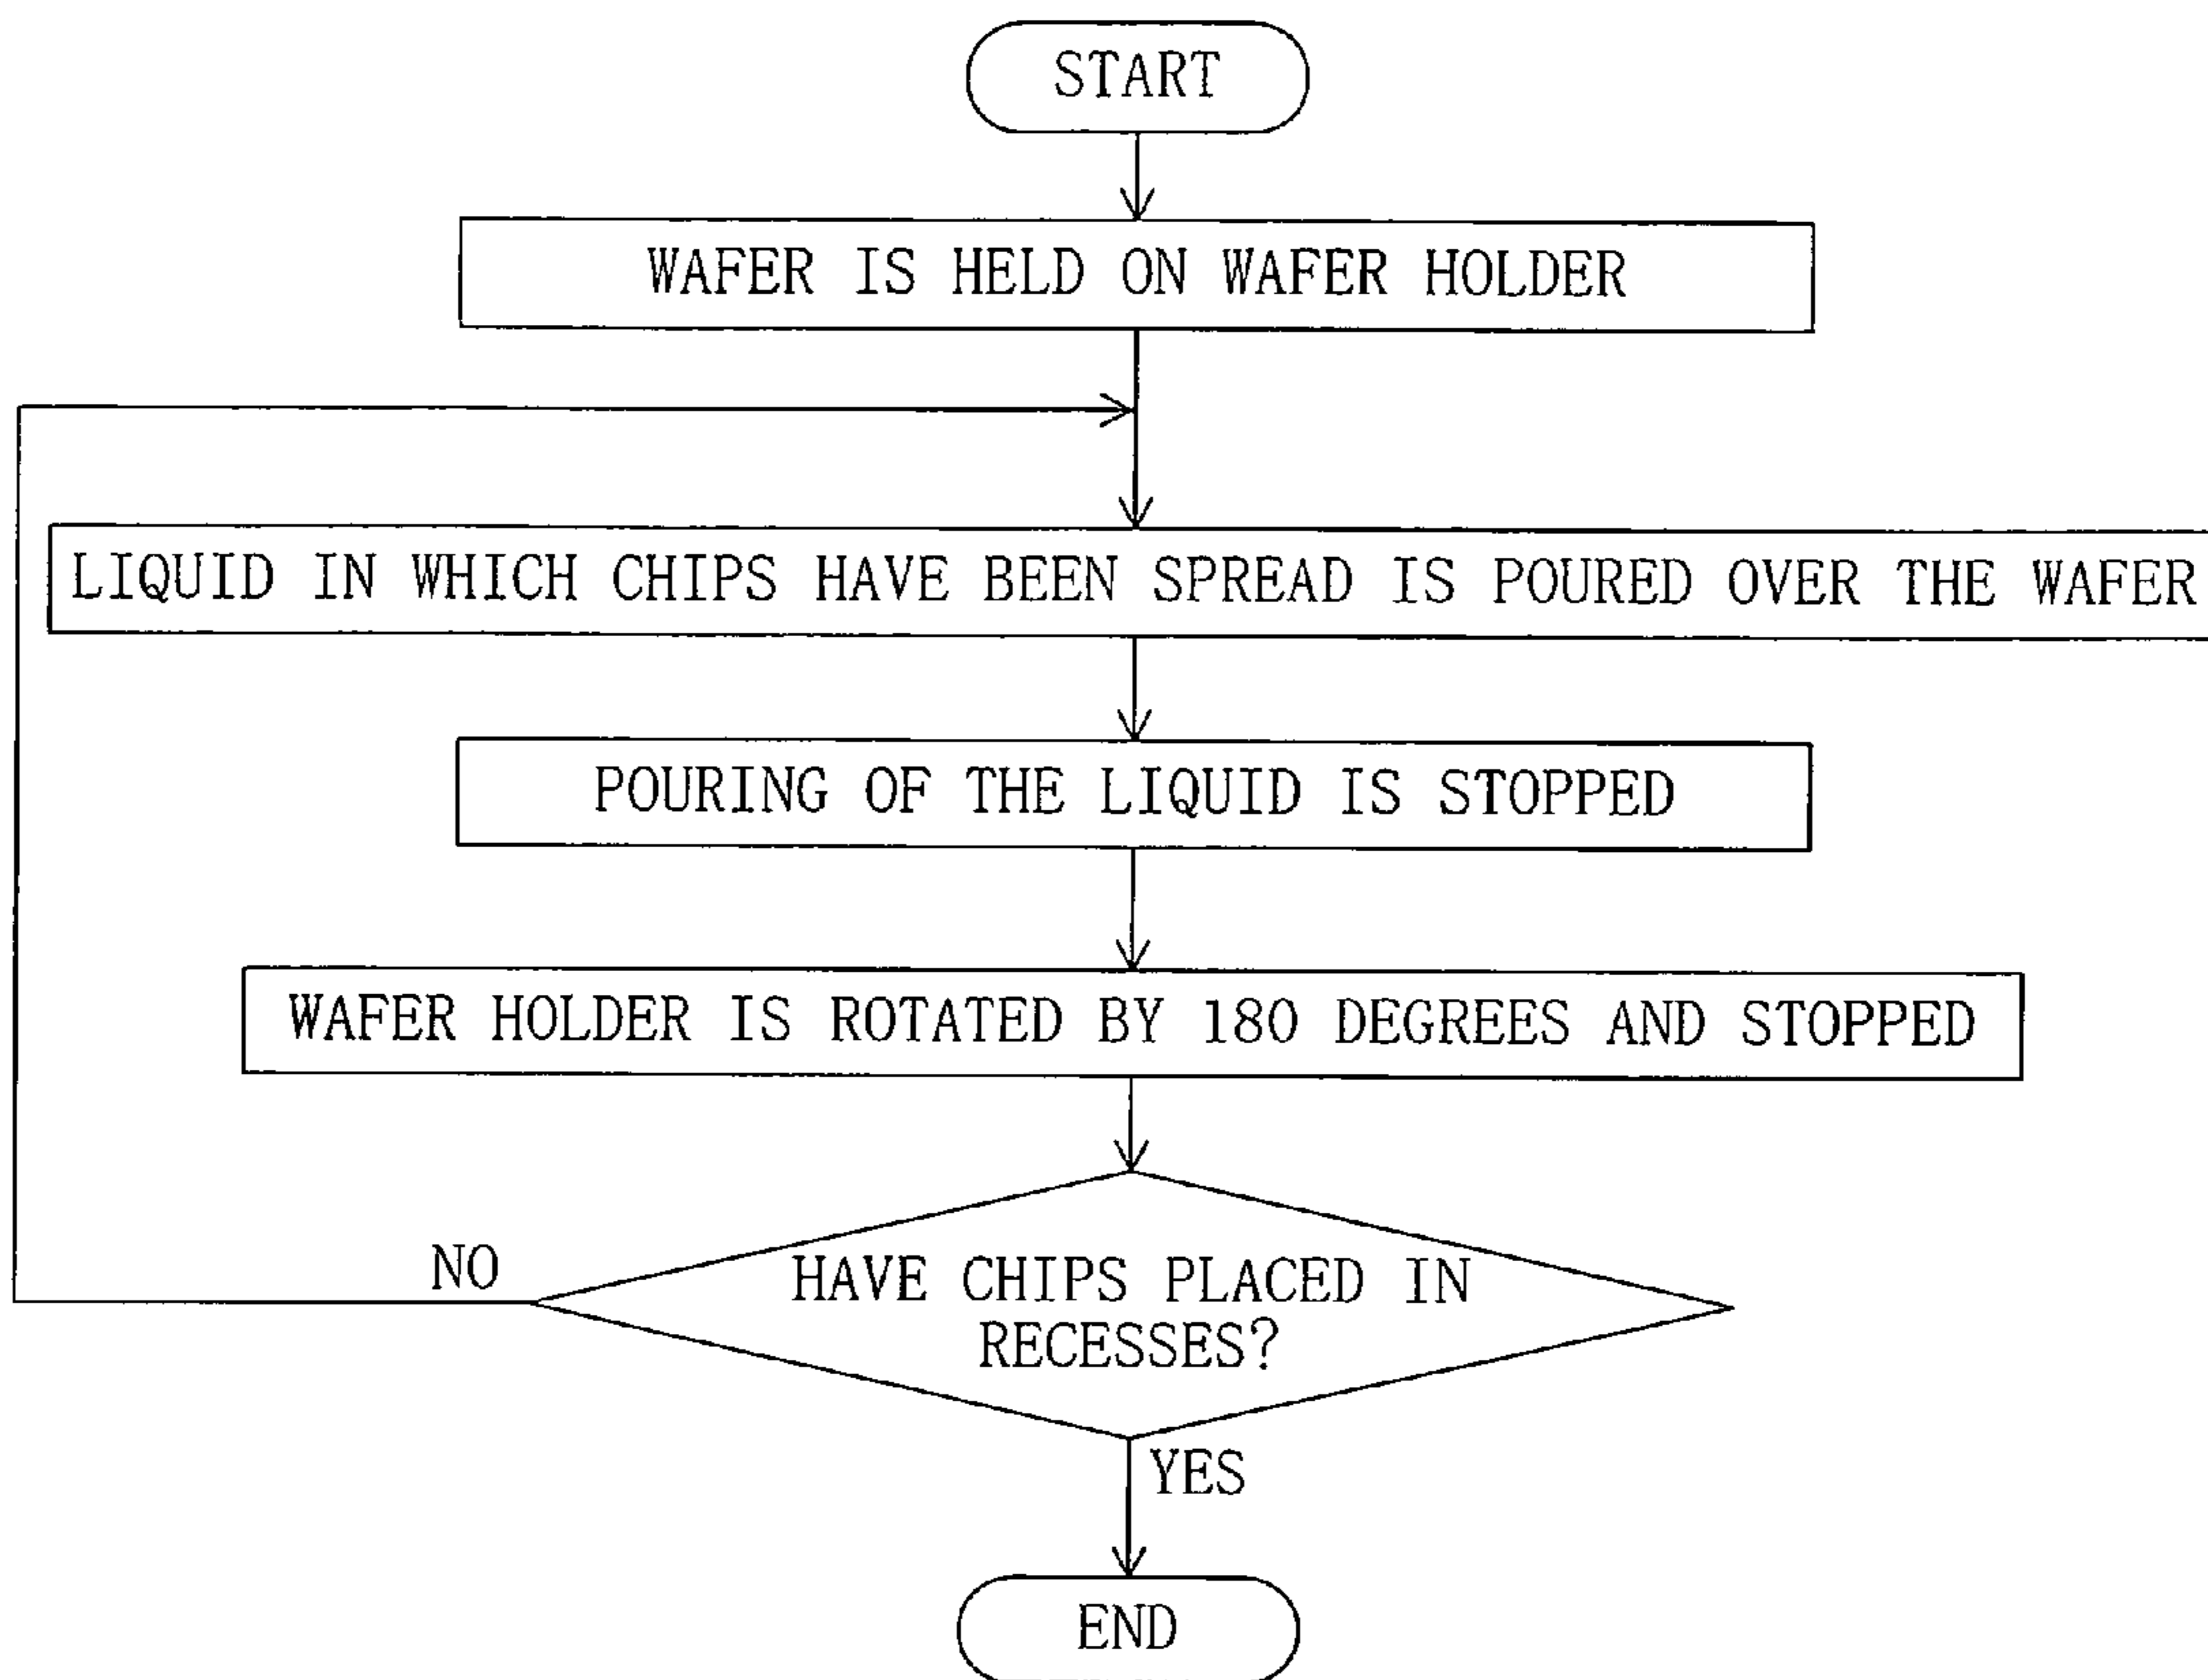 START
WAFER IS HELD ON WAFER HOLDER
LIQUID IN WHICH CHIPS HAVE BEEN SPREAD IS POURED OVER THE WAFER
POURING OF THE LIQUID IS STOPPED
WAFER HOLDER IS ROTATED BY 180 DEGREES AND STOPPED
NO
HAVE CHIPS PLACED IN
RECESSES?
YES
END